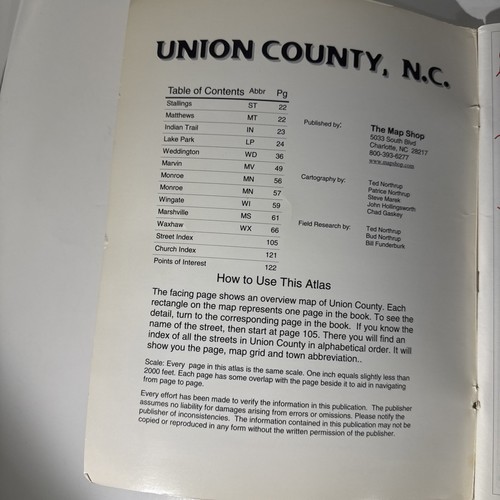 UNION COUNTY, N.C.
Table of Contents Abbr Pg
Stallings ST 22
Matthews MT 22
Indian Trail IN 23
Lake Park LP 24
Weddington WD 36
Marvin MV 49
Monroe MN 56
Monroe MN 57
Wingate WI 59
Marshville MS 61
Waxhaw WX 66
Street Index 105
Church Index 121
Points of Interest 122
Published by:
The Map Shop
5033 South Blvd
Charlotte, NC 28217
800-393-6277
www.mapshop.com
Cartography by:
Ted Northrup
Patrice Northrup
Steve Marek
John Hollingsworth
Chad Gaskey
Field Research by:
Ted Northrup
Bud Northrup
Bill Funderburk
How to Use This Atlas
The facing page shows an overview map of Union County. Each
rectangle on the map represents one page in the book. To see the
detail, turn to the corresponding page in the book. If you know the
name of the street, then start at page 105. There you will find an
index of all the streets in Union County in alphabetical order. It will
show you the page, map grid and town abbreviation..
Scale: Every page in this atlas is the same scale. One inch equals slightly less than
2000 feet. Each page has some overlap with the page beside it to aid in navigating
from page to page.
Every effort has been made to verify the information in this publication. The publisher
assumes no liability for damages arising from errors or omissions. Please notify the
publisher of inconsistencies. The information contained in this publication may not be
copied or reproduced in any form without the written permission of the publisher.